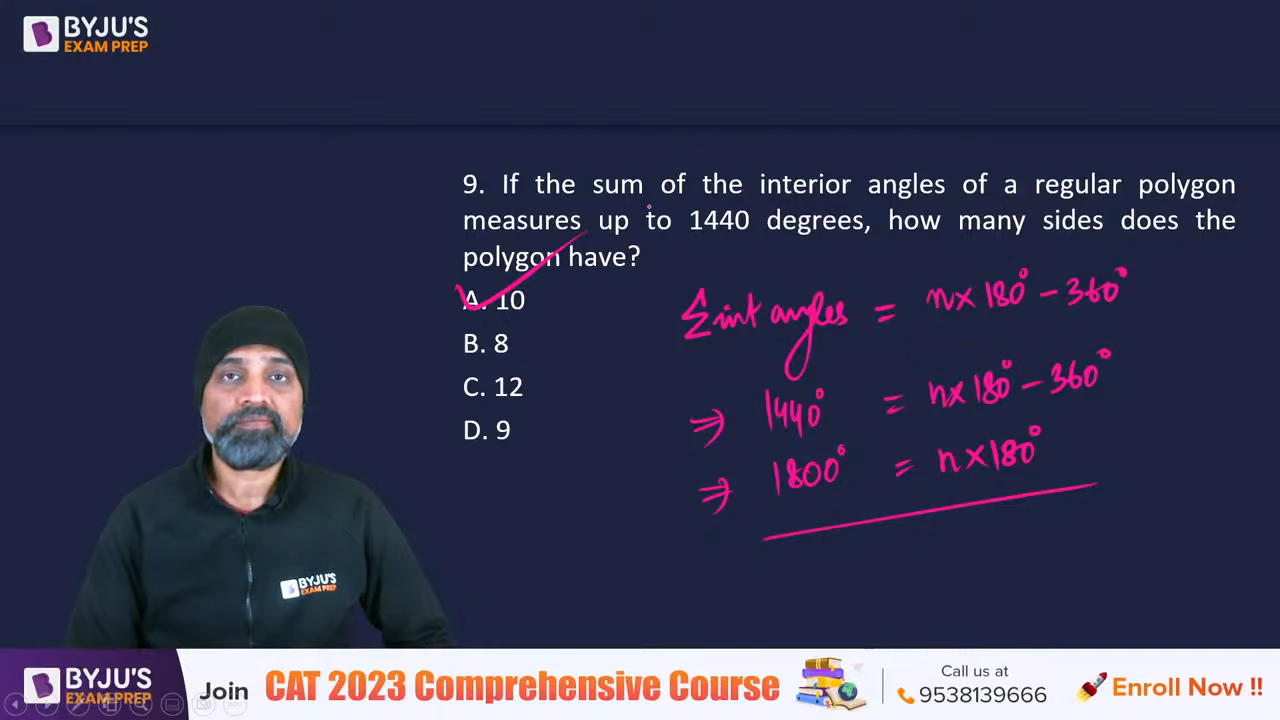 BYJU'S
EXAM PREP
9. If the sum of the interior angles of a regular polygon
measures up to 1440 degrees, how many sides does the
polygon have?
A. 10
B. 8
C. 12
D. 9
Σ int angles = n×180° – 360°
⇒ 1440° = n×180° – 360°
⇒ 1800° = n×180°
BYJU'S
EXAM PREP
BYJU'S
EXAM PREP
Join CAT 2023 Comprehensive Course
Call us at
9538139666
Enroll Now !!